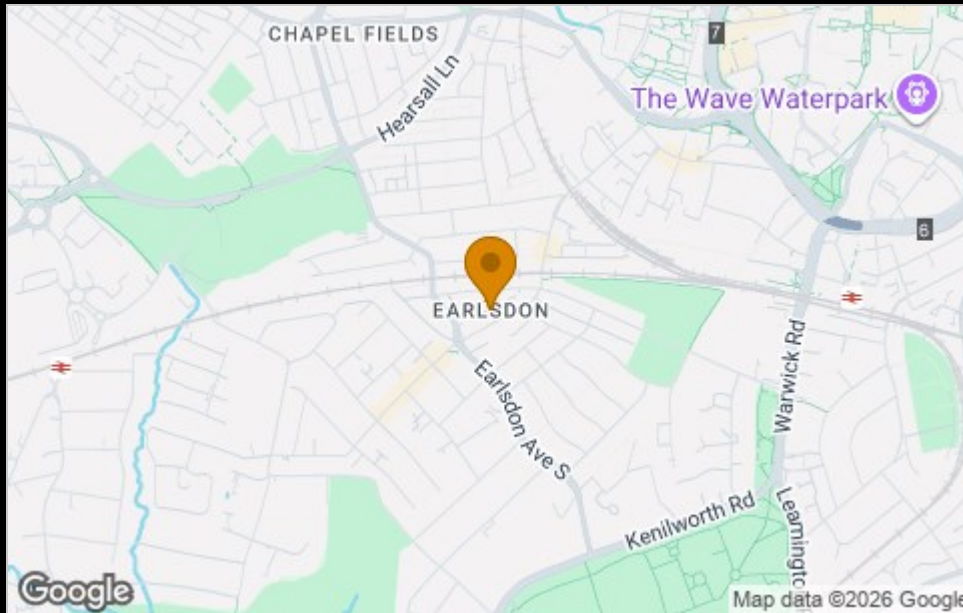 CHAPEL FIELDS
7
Hearsall Ln
The Wave Waterpark
6
EARLSDON
Warwick Rd
Earlsdon Ave S
Kenilworth Rd
Leamingto
Google
Map data ©2026 Google